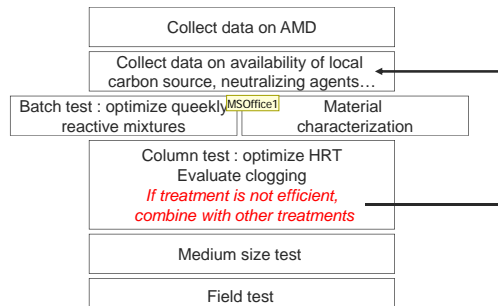 Collect data on AMD
Collect data on availability of local
carbon source, neutralizing agents…
Batch test : optimize queekly
reactive mixtures
MSOffice1
Material
characterization
Column test : optimize HRT
Evaluate clogging
If treatment is not efficient,
combine with other treatments
Medium size test
Field test